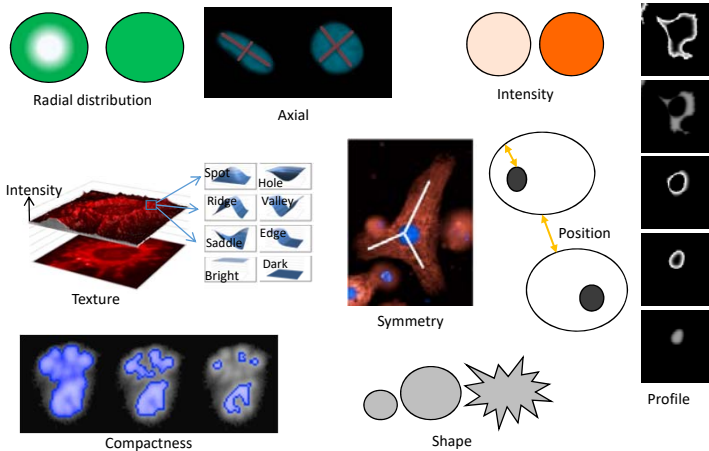 Radial distribution
Axial
Intensity
Intensity
Spot
Hole
Ridge
Valley
Saddle
Edge
Bright
Dark
Texture
Symmetry
Position
Compactness
Shape
Profile